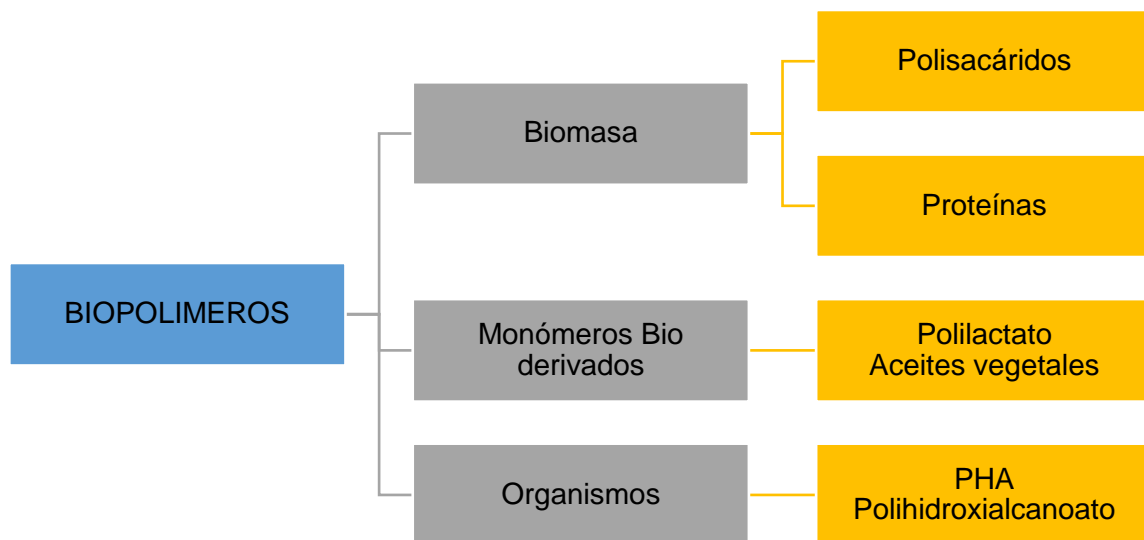 BIOPOLIMEROS
Biomasa
Polisacáridos
Proteínas
Monómeros Bio
derivados
Polilactato
Aceites vegetales
Organismos
PHA
Polihidroxialcanoato